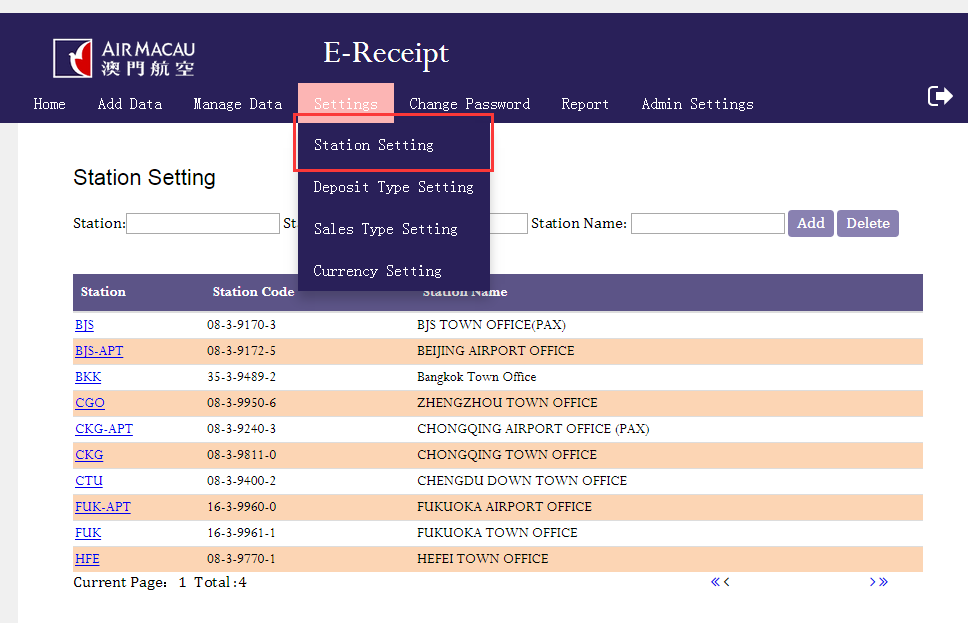 AIR MACAU
澳門航空
E-Receipt
Home Add Data Manage Data Settings Change Password Report Admin Settings
Station Setting
Deposit Type Setting
Sales Type Setting
Currency Setting
Station Setting
Station: St Station Name: Add Delete
Station Station Code Station Name
BJS 08-3-9170-3 BJS TOWN OFFICE(PAX)
BJS-APT 08-3-9172-5 BEIJING AIRPORT OFFICE
BKK 35-3-9489-2 Bangkok Town Office
CGO 08-3-9950-6 ZHENGZHOU TOWN OFFICE
CKG-APT 08-3-9240-3 CHONGQING AIRPORT OFFICE (PAX)
CKG 08-3-9811-0 CHONGQING TOWN OFFICE
CTU 08-3-9400-2 CHENGDU DOWN TOWN OFFICE
FUK-APT 16-3-9960-0 FUKUOKA AIRPORT OFFICE
FUK 16-3-9961-1 FUKUOKA TOWN OFFICE
HFE 08-3-9770-1 HEFEI TOWN OFFICE
Current Page: 1 Total:4 « < > »